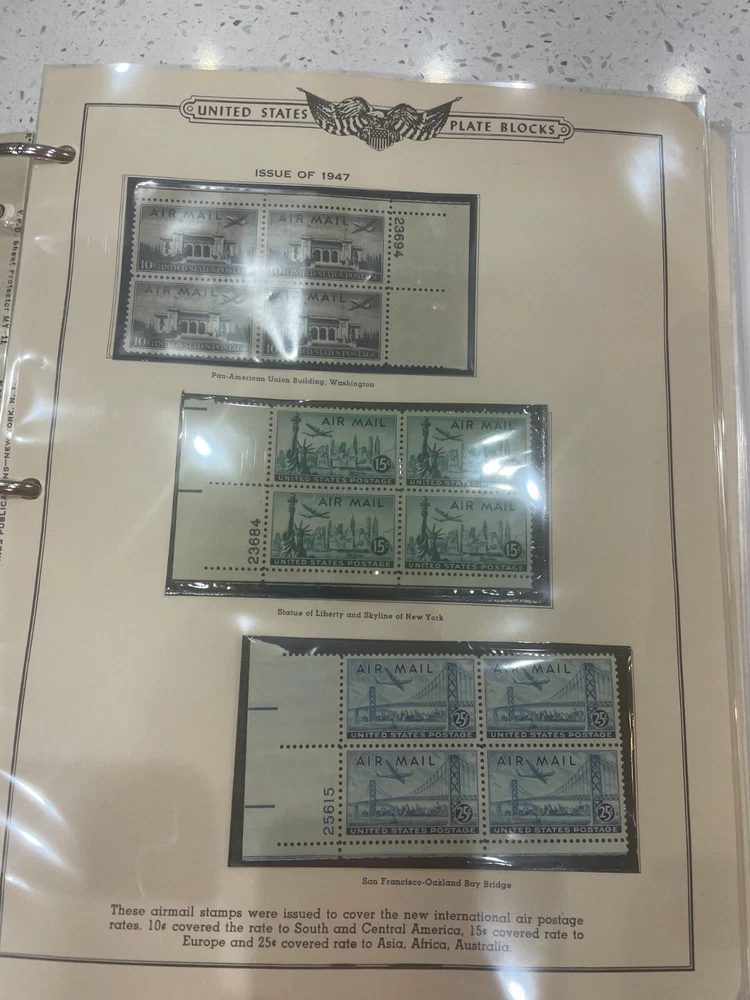 UNITED STATES PLATE BLOCKS
ISSUE OF 1947
AIR MAIL AIR MAIL
10¢ UNITED STATES POSTAGE 10¢ UNITED STATES POSTAGE
AIR MAIL AIR MAIL
10¢ UNITED STATES POSTAGE 10¢ UNITED STATES POSTAGE
23694
Pan-American Union Building, Washington
AIR MAIL AIR MAIL
15¢
UNITED STATES POSTAGE UNITED STATES POSTAGE
AIR MAIL AIR MAIL
15¢ 15¢
UNITED STATES POSTAGE UNITED STATES POSTAGE
23684
Statue of Liberty and Skyline of New York
AIR MAIL AIR MAIL
25¢ 25¢
UNITED STATES POSTAGE UNITED STATES POSTAGE
AIR MAIL AIR MAIL
25¢ 25¢
UNITED STATES POSTAGE UNITED STATES POSTAGE
25615
San Francisco-Oakland Bay Bridge
These airmail stamps were issued to cover the new international air postage
rates. 10¢ covered the rate to South and Central America, 15¢ covered rate to
Europe and 25¢ covered rate to Asia, Africa, Australia.
V.P.D. Sheet Protector MY